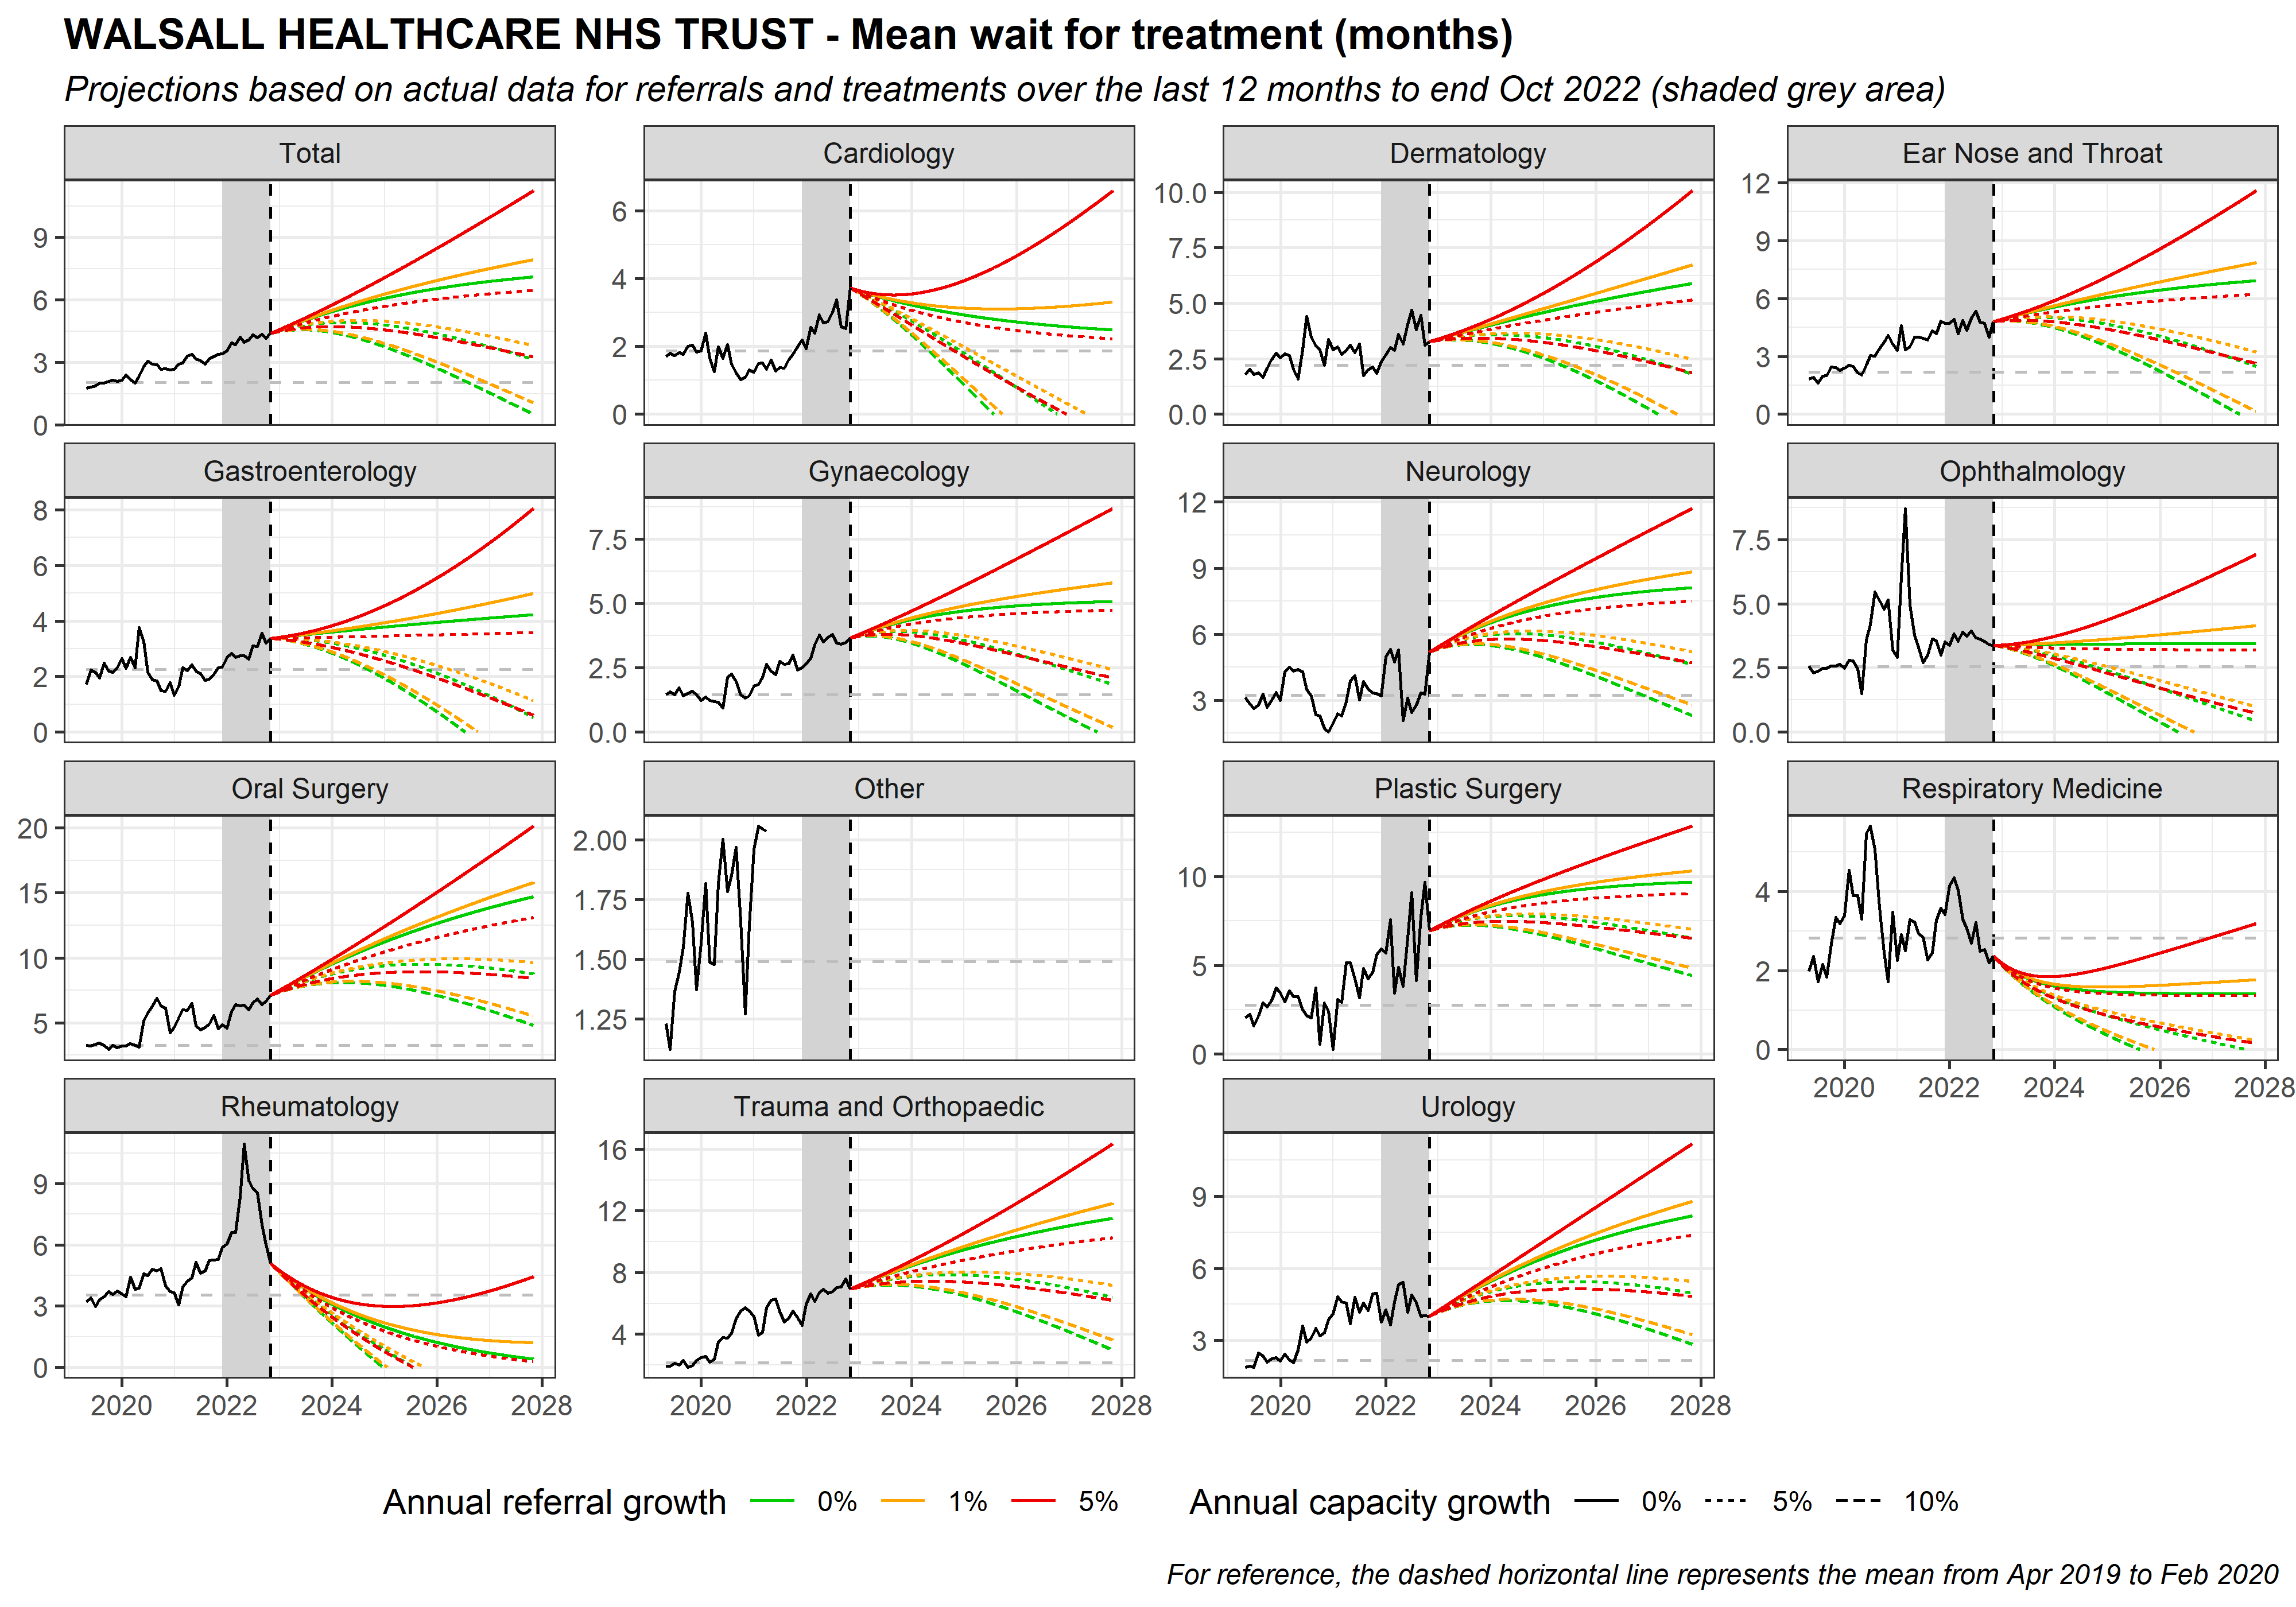 WALSALL HEALTHCARE NHS TRUST - Mean wait for treatment (months)
Projections based on actual data for referrals and treatments over the last 12 months to end Oct 2022 (shaded grey area)
Total Cardiology Dermatology Ear Nose and Throat
9 6 10.0 12
6 4 7.5 9
3 2 5.0 6
0 0 2.5 3
0.0 0
Gastroenterology Gynaecology Neurology Ophthalmology
8 7.5 12 7.5
6 5.0 9 5.0
4 2.5 6 2.5
2 0.0 3 0.0
0
Oral Surgery Other Plastic Surgery Respiratory Medicine
20 2.00 10 4
15 1.75 5 2
10 1.50 0 0
5 1.25
2020 2022 2024 2026 2028
Rheumatology Trauma and Orthopaedic Urology
9 16 9
6 12 6
3 8 3
0 4
2020 2022 2024 2026 2028 2020 2022 2024 2026 2028 2020 2022 2024 2026 2028
Annual referral growth 0% 1% 5% Annual capacity growth 0% 5% 10%
For reference, the dashed horizontal line represents the mean from Apr 2019 to Feb 2020